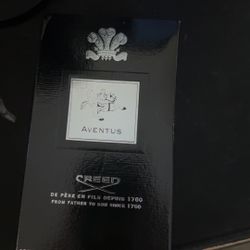 AVENTUS
CREED
DE PÈRE EN FILS DEPUIS 1760
FROM FATHER TO SON SINCE 1760